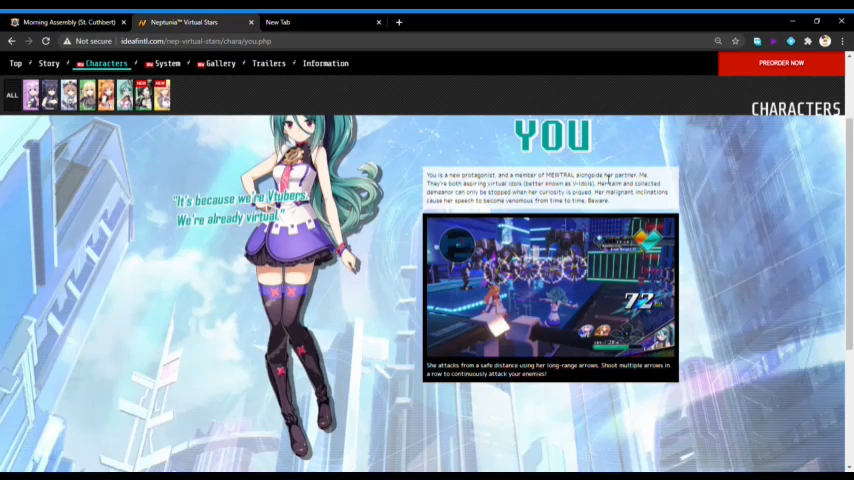 Morning Assembly (St. Cuthbert)
Neptunia™ Virtual Stars
New Tab
Not secure
ideafintl.com/nep-virtual-stars/chara/you.php
Top / Story / Characters / System / Gallery / Trailers / Information
PREORDER NOW
ALL
CHARACTERS
YOU
You is a new protagonist, and a member of MEWTRAL alongside her partner, Me.
They're both aspiring virtual idols (better known as V-Idols). Her calm and collected
demeanor can only be stopped when her curiosity is piqued. Her malignant inclinations
cause her speech to become venomous from time to time. Beware.
"It's because we're Vtubers.
We're already virtual."
72
She attacks from a safe distance using her long-range arrows. Shoot multiple arrows in
a row to continuously attack your enemies!